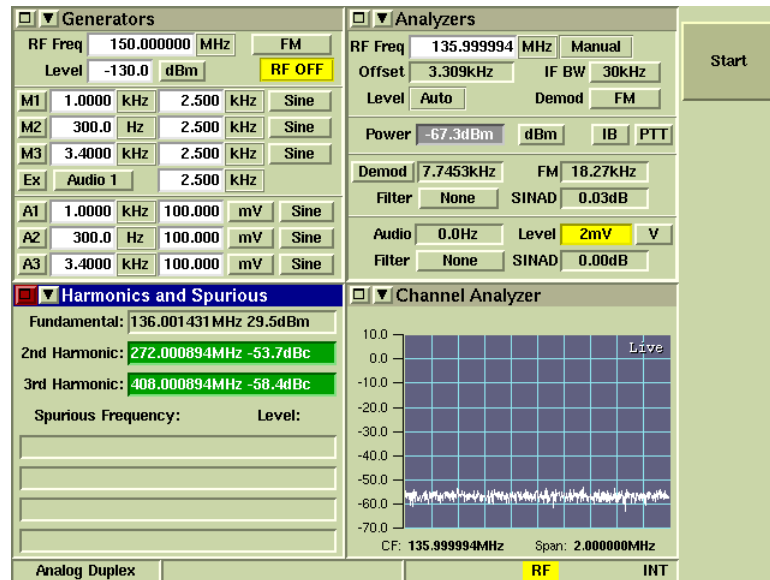 Generators
RF Freq 150.000000 MHz FM
Level -130.0 dBm RF OFF
M1 1.0000 kHz 2.500 kHz Sine
M2 300.0 Hz 2.500 kHz Sine
M3 3.4000 kHz 2.500 kHz Sine
Ex Audio 1 2.500 kHz
A1 1.0000 kHz 100.000 mV Sine
A2 300.0 Hz 100.000 mV Sine
A3 3.4000 kHz 100.000 mV Sine
Analyzers
RF Freq 135.999994 MHz Manual
Offset 3.309kHz IF BW 30kHz
Level Auto Demod FM
Power -67.3dBm dBm IB PTT
Demod 7.7453kHz FM 18.27kHz
Filter None SINAD 0.03dB
Audio 0.0Hz Level 2mV V
Filter None SINAD 0.00dB
Start
Harmonics and Spurious
Fundamental: 136.001431MHz 29.5dBm
2nd Harmonic: 272.000894MHz -53.7dBc
3rd Harmonic: 408.000894MHz -58.4dBc
Spurious Frequency: Level:
Channel Analyzer
Live
10.0
0.0
-10.0
-20.0
-30.0
-40.0
-50.0
-60.0
-70.0
CF: 135.999994MHz Span: 2.000000MHz
Analog Duplex RF INT